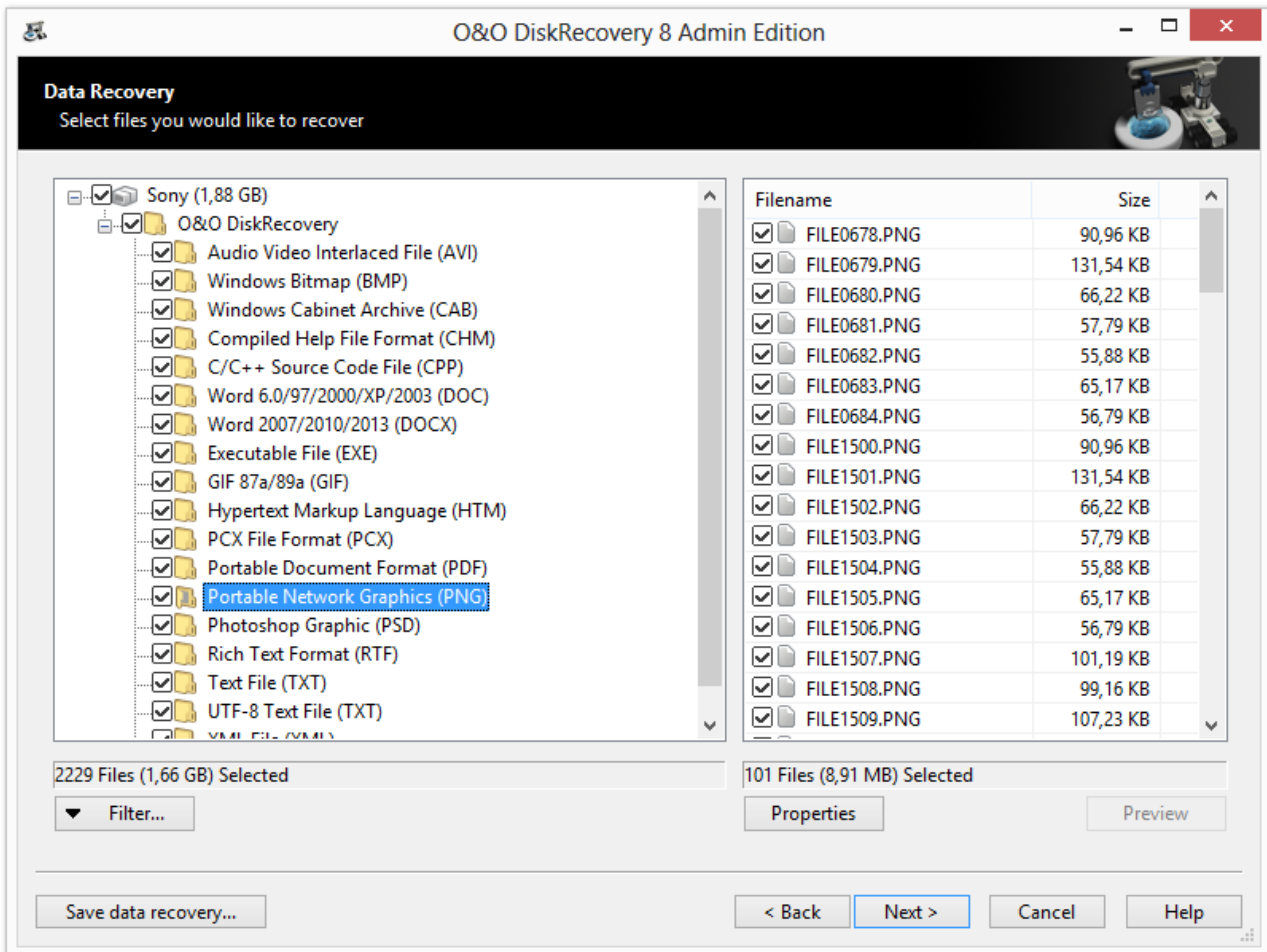 O&O DiskRecovery 8 Admin Edition
Data Recovery
Select files you would like to recover
Sony (1,88 GB)
O&O DiskRecovery
Audio Video Interlaced File (AVI)
Windows Bitmap (BMP)
Windows Cabinet Archive (CAB)
Compiled Help File Format (CHM)
C/C++ Source Code File (CPP)
Word 6.0/97/2000/XP/2003 (DOC)
Word 2007/2010/2013 (DOCX)
Executable File (EXE)
GIF 87a/89a (GIF)
Hypertext Markup Language (HTM)
PCX File Format (PCX)
Portable Document Format (PDF)
Portable Network Graphics (PNG)
Photoshop Graphic (PSD)
Rich Text Format (RTF)
Text File (TXT)
UTF-8 Text File (TXT)
XML File (XML)
2229 Files (1,66 GB) Selected
Filter...
Filename Size
FILE0678.PNG 90,96 KB
FILE0679.PNG 131,54 KB
FILE0680.PNG 66,22 KB
FILE0681.PNG 57,79 KB
FILE0682.PNG 55,88 KB
FILE0683.PNG 65,17 KB
FILE0684.PNG 56,79 KB
FILE1500.PNG 90,96 KB
FILE1501.PNG 131,54 KB
FILE1502.PNG 66,22 KB
FILE1503.PNG 57,79 KB
FILE1504.PNG 55,88 KB
FILE1505.PNG 65,17 KB
FILE1506.PNG 56,79 KB
FILE1507.PNG 101,19 KB
FILE1508.PNG 99,16 KB
FILE1509.PNG 107,23 KB
101 Files (8,91 MB) Selected
Properties Preview
Save data recovery... < Back Next > Cancel Help